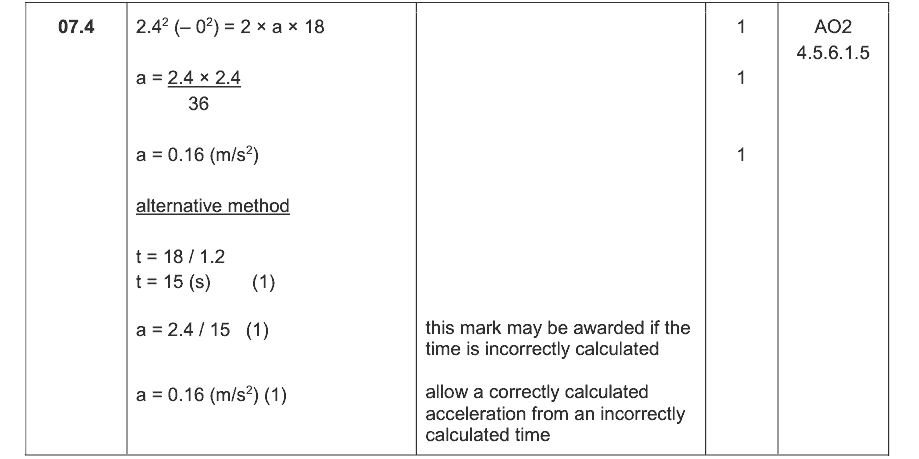 07.4
2.4² (– 0²) = 2 × a × 18
1
AO2
4.5.6.1.5
a = 2.4 × 2.4
36
1
a = 0.16 (m/s²)
1
alternative method
t = 18 / 1.2
t = 15 (s) (1)
a = 2.4 / 15 (1)
this mark may be awarded if the
time is incorrectly calculated
a = 0.16 (m/s²) (1)
allow a correctly calculated
acceleration from an incorrectly
calculated time